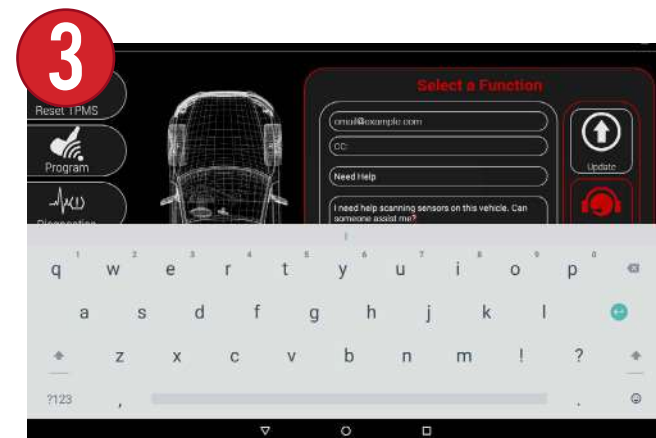 3
Select a Function
Reset TPMS
email@example.com
CC:
Program
Update
Need Help
I need help scanning sensors on this vehicle. Can
someone assist me?
1 2 3 4 5 6 7 8 9 0
q w e r t y u i o p
a s d f g h j k l
z x c v b n m ! ?
?123 , .